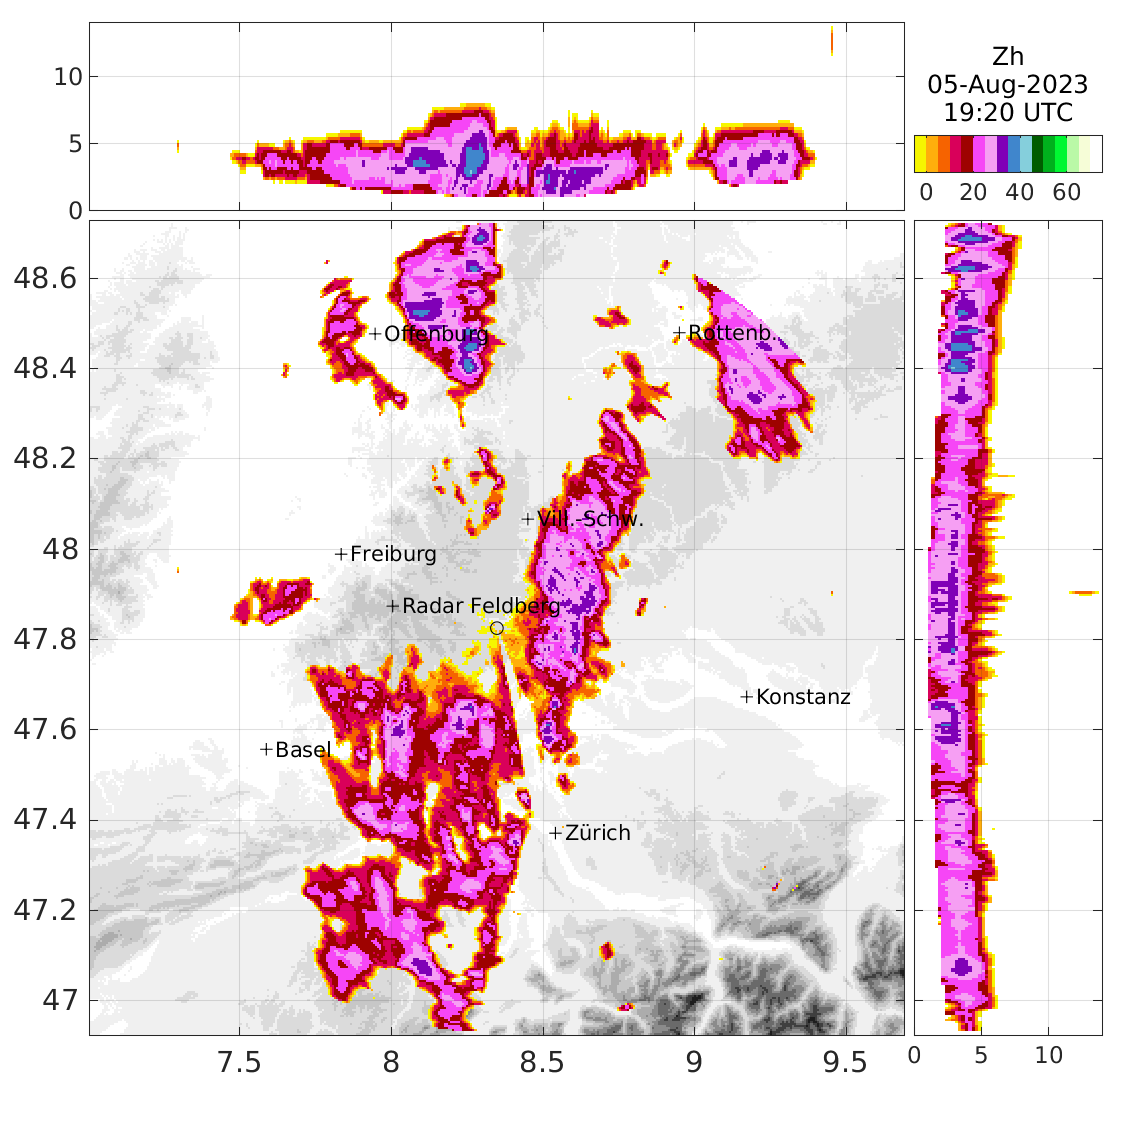 10
5
0
Zh
05-Aug-2023
19:20 UTC
0 20 40 60
48.6
48.4
48.2
48
47.8
47.6
47.4
47.2
47
+Offenburg
+Rottenb.
+Vill.-Schw.
+Freiburg
+Radar Feldberg
+Konstanz
+Basel
+Zürich
7.5 8 8.5 9 9.5
0 5 10